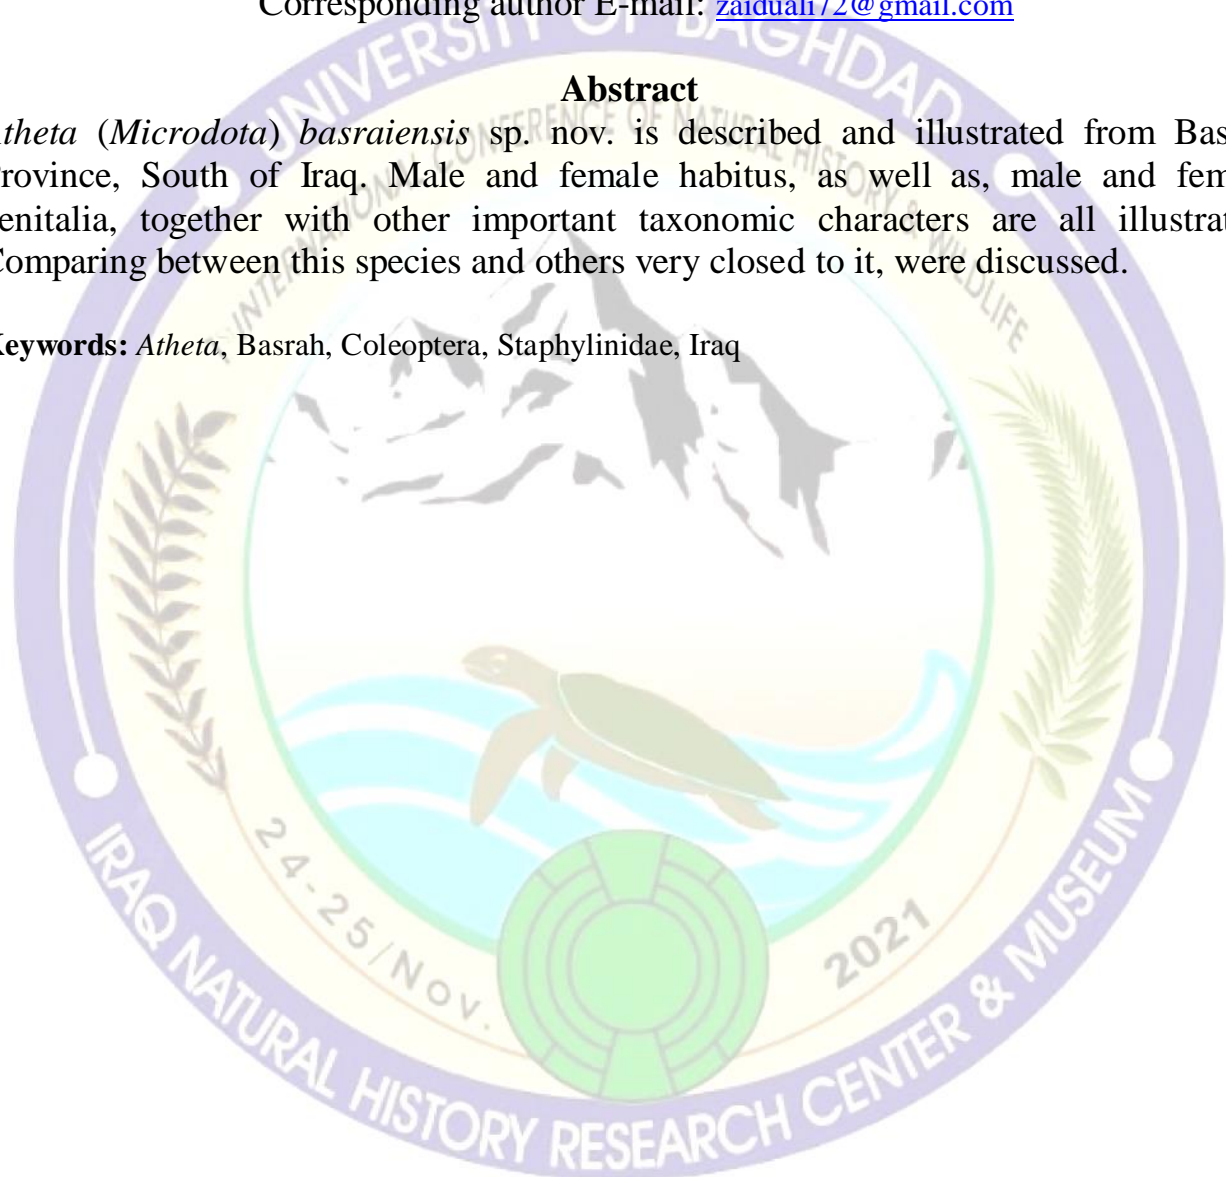 Corresponding author E-mail: zaiduali72@gmail.com
Abstract
theta (Microdota) basraiensis sp. nov. is described and illustrated from Bas
rovince, South of Iraq. Male and female habitus, as well as, male and fem
enitalia, together with other important taxonomic characters are all illustrat
Comparing between this species and others very closed to it, were discussed.
Keywords: Atheta, Basrah, Coleoptera, Staphylinidae, Iraq
UNIVERSITY OF BAGHDAD
INTERNATIONAL CONFERENCE OF NATURAL HISTORY & WILDLIFE
24-25/Nov. 2021
IRAQ NATURAL HISTORY RESEARCH CENTER & MUSEUM